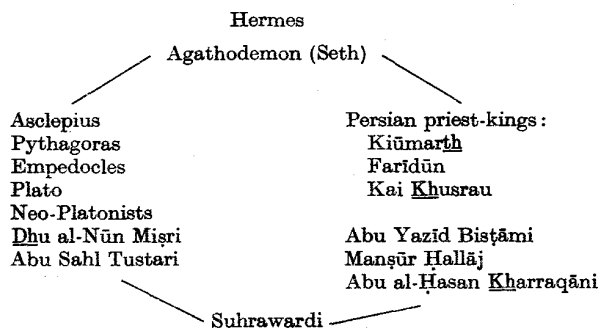 Hermes
Agathodemon (Seth)
Asclepius
Pythagoras
Empedocles
Plato
Neo-Platonists
Dhu al-Nūn Miṣri
Abu Sahl Tustari
Persian priest-kings:
Kiūmarth
Farīdūn
Kai Khusrau
Abu Yazīd Bisṭāmi
Manṣūr Ḥallāj
Abu al-Ḥasan Kharraqāni
Suhrawardi